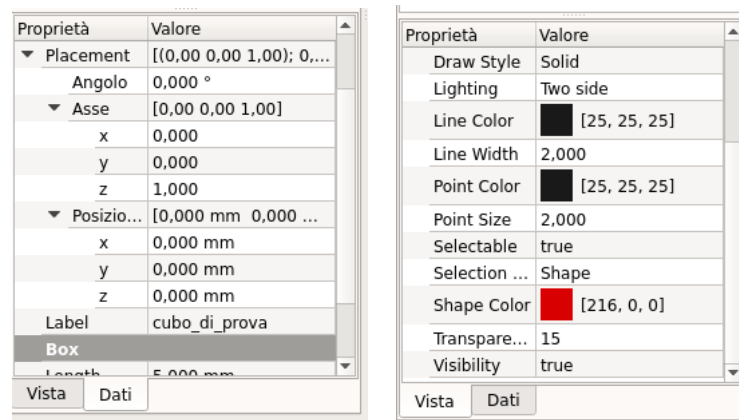 Proprietà Valore
Placement [(0,00 0,00 1,00); 0,...
Angolo 0,000 °
Asse [0,00 0,00 1,00]
x 0,000
y 0,000
z 1,000
Posizio... [0,000 mm 0,000 ...
x 0,000 mm
y 0,000 mm
z 0,000 mm
Label cubo_di_prova
Box
Length 5,000 mm
Vista Dati
Proprietà Valore
Draw Style Solid
Lighting Two side
Line Color [25, 25, 25]
Line Width 2,000
Point Color [25, 25, 25]
Point Size 2,000
Selectable true
Selection ... Shape
Shape Color [216, 0, 0]
Transpare... 15
Visibility true
Vista Dati